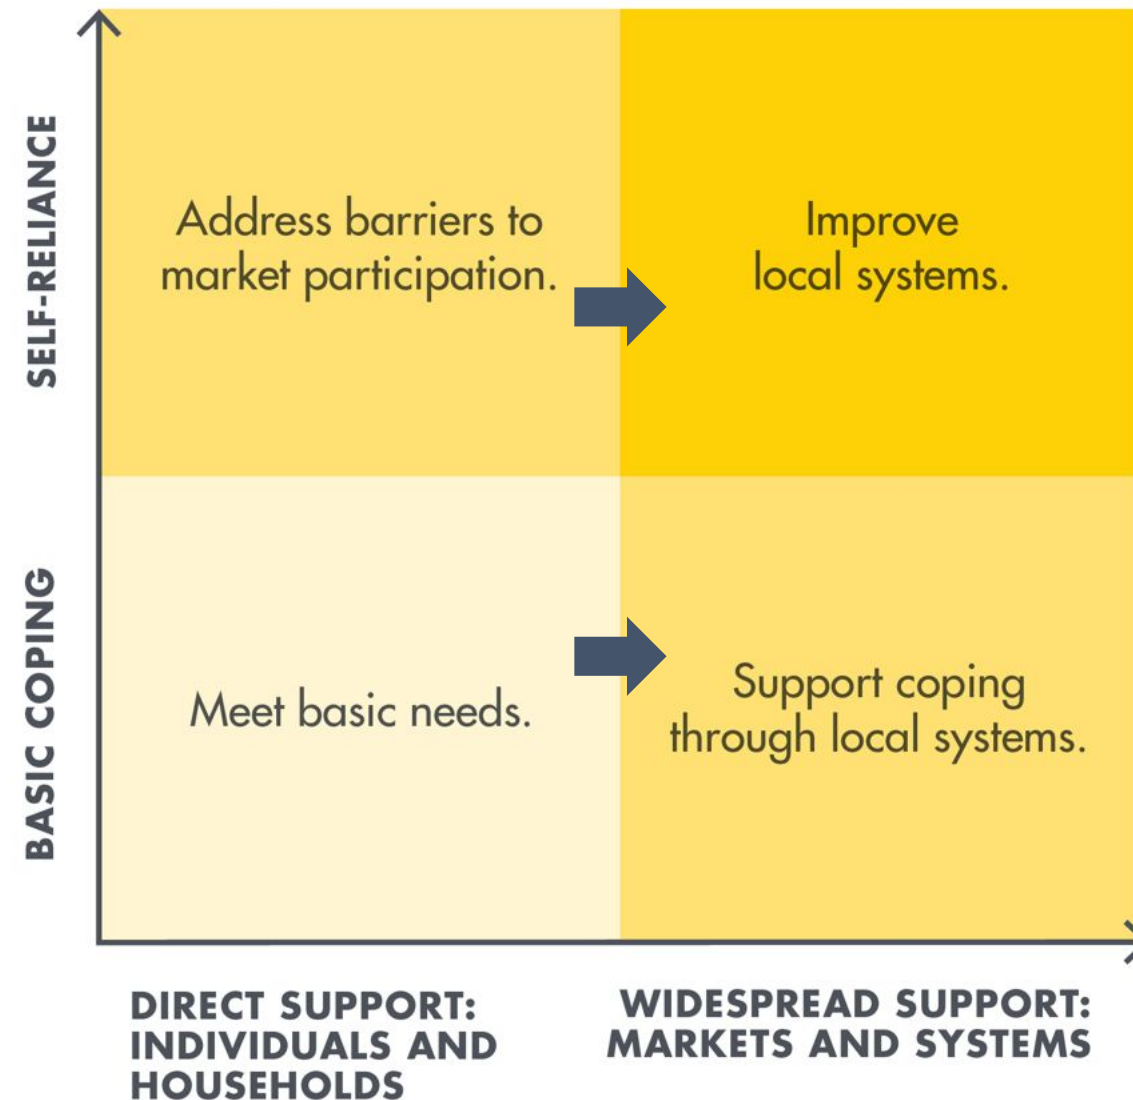 SELF-RELIANCE
Address barriers to
market participation.
Improve
local systems.
BASIC COPING
Meet basic needs.
Support coping
through local systems.
DIRECT SUPPORT:
INDIVIDUALS AND
HOUSEHOLDS
WIDESPREAD SUPPORT:
MARKETS AND SYSTEMS